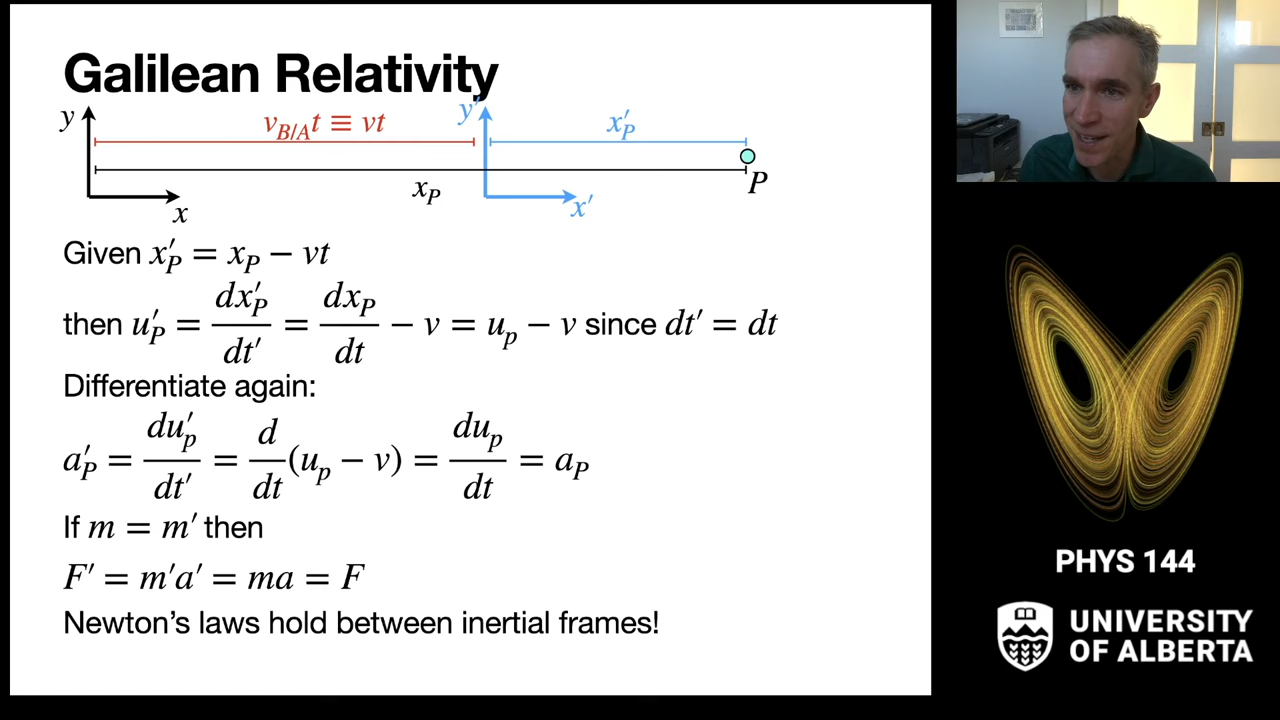 Galilean Relativity
y
v_{B/A}t ≡ vt
y′
x′_P
x_P
P
x
x′
Given x′_P = x_P − vt
then u′_P = dx′_P/dt′ = dx_P/dt − v = u_p − v since dt′ = dt
Differentiate again:
a′_P = du′_p/dt′ = d/dt(u_p − v) = du_p/dt = a_P
If m = m′ then
F′ = m′a′ = ma = F
Newton’s laws hold between inertial frames!
PHYS 144
UNIVERSITY
OF ALBERTA